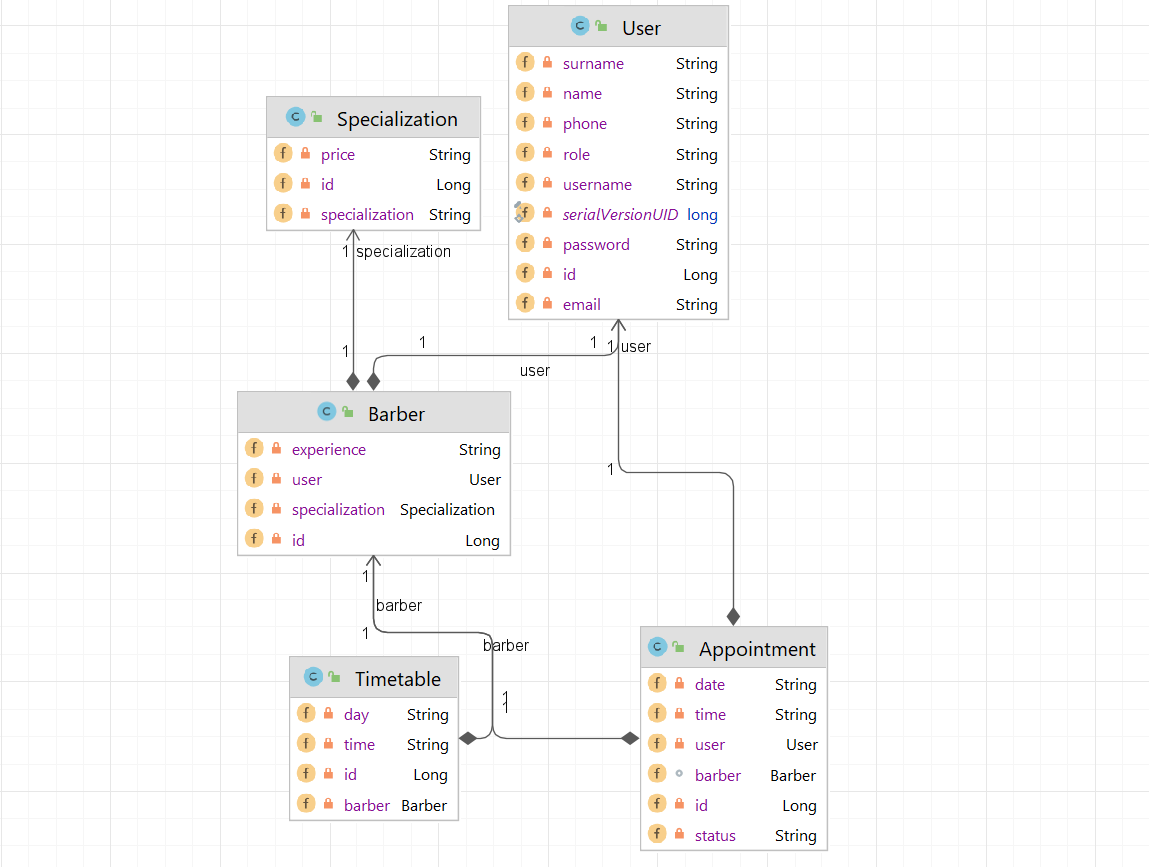 User
surname String
name String
phone String
role String
username String
serialVersionUID long
password String
id Long
email String
Specialization
price String
id Long
specialization String
1 specialization
1
1
1
user
1 user
1
Barber
experience String
user User
specialization Specialization
id Long
1
barber
1
barber
1
Timetable
day String
time String
id Long
barber Barber
Appointment
date String
time String
user User
barber Barber
id Long
status String